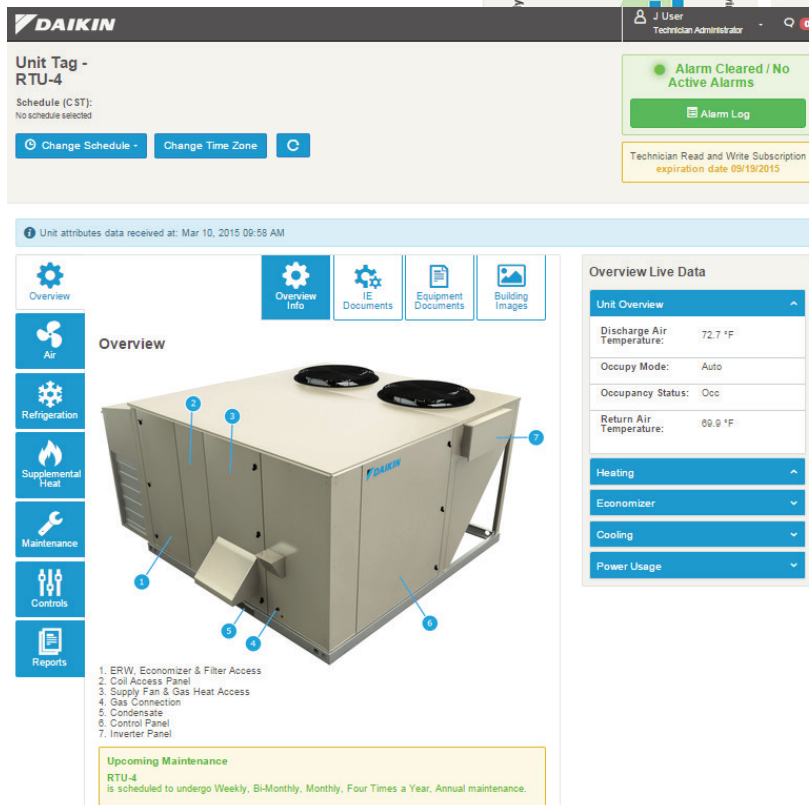 DAIKIN
J User
Technician Administrator
Unit Tag -
RTU-4
Schedule (CST):
No schedule selected
Change Schedule -
Change Time Zone
Alarm Cleared / No
Active Alarms
Alarm Log
Technician Read and Write Subscription
expiration date 09/19/2015
Unit attributes data received at: Mar 10, 2015 09:58 AM
Overview
Air
Refrigeration
Supplemental
Heat
Maintenance
Controls
Reports
Overview
Info
IE
Documents
Equipment
Documents
Building
Images
Overview
2
3
7
DAIKIN
1
5
4
6
1. ERW, Economizer & Filter Access
2. Coil Access Panel
3. Supply Fan & Gas Heat Access
4. Gas Connection
5. Condensate
6. Control Panel
7. Inverter Panel
Upcoming Maintenance
RTU-4
is scheduled to undergo Weekly, Bi-Monthly, Monthly, Four Times a Year, Annual maintenance.
Overview Live Data
Unit Overview
Discharge Air
Temperature: 72.7 °F
Occupy Mode: Auto
Occupancy Status: Occ
Return Air
Temperature: 69.9 °F
Heating
Economizer
Cooling
Power Usage